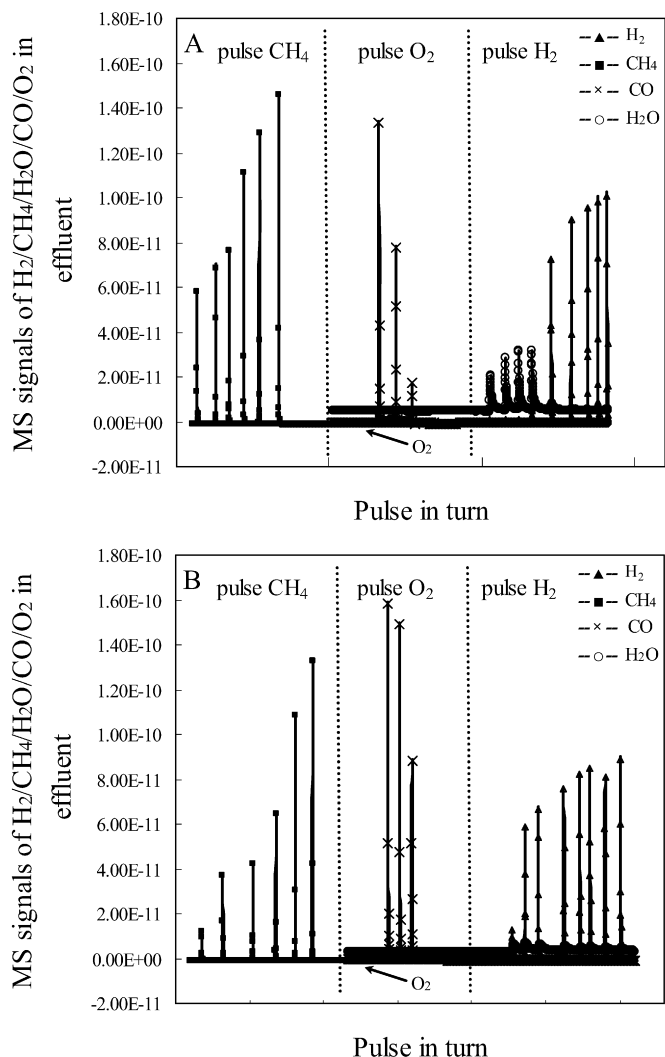 MS signals of H2/CH4/H2O/CO/O2 in
effluent
1.80E-10
1.60E-10
1.40E-10
1.20E-10
1.00E-10
8.00E-11
6.00E-11
4.00E-11
2.00E-11
0.00E+00
-2.00E-11
A
pulse CH4
pulse O2
pulse H2
H2
CH4
CO
H2O
O2
Pulse in turn
MS signals of H2/CH4/H2O/CO/O2 in
effluent
1.80E-10
1.60E-10
1.40E-10
1.20E-10
1.00E-10
8.00E-11
6.00E-11
4.00E-11
2.00E-11
0.00E+00
-2.00E-11
B
pulse CH4
pulse O2
pulse H2
H2
CH4
CO
H2O
O2
Pulse in turn